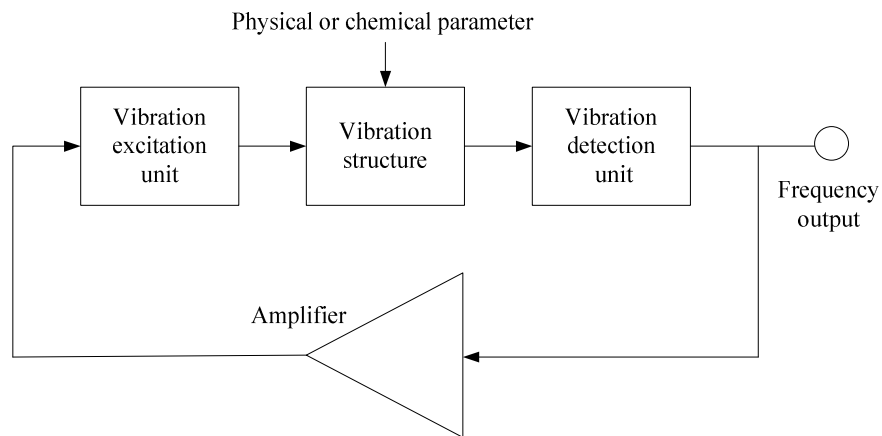 Physical or chemical parameter
Vibration
excitation
unit
Vibration
structure
Vibration
detection
unit
Frequency
output
Amplifier